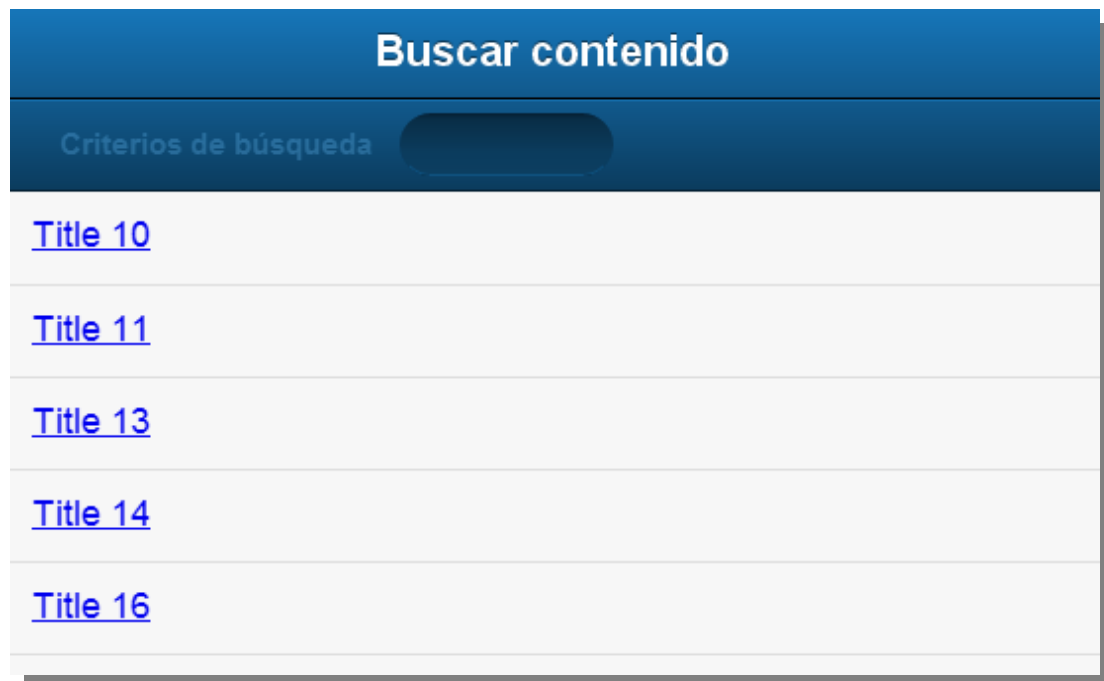 Buscar contenido
Criterios de búsqueda
Title 10
Title 11
Title 13
Title 14
Title 16